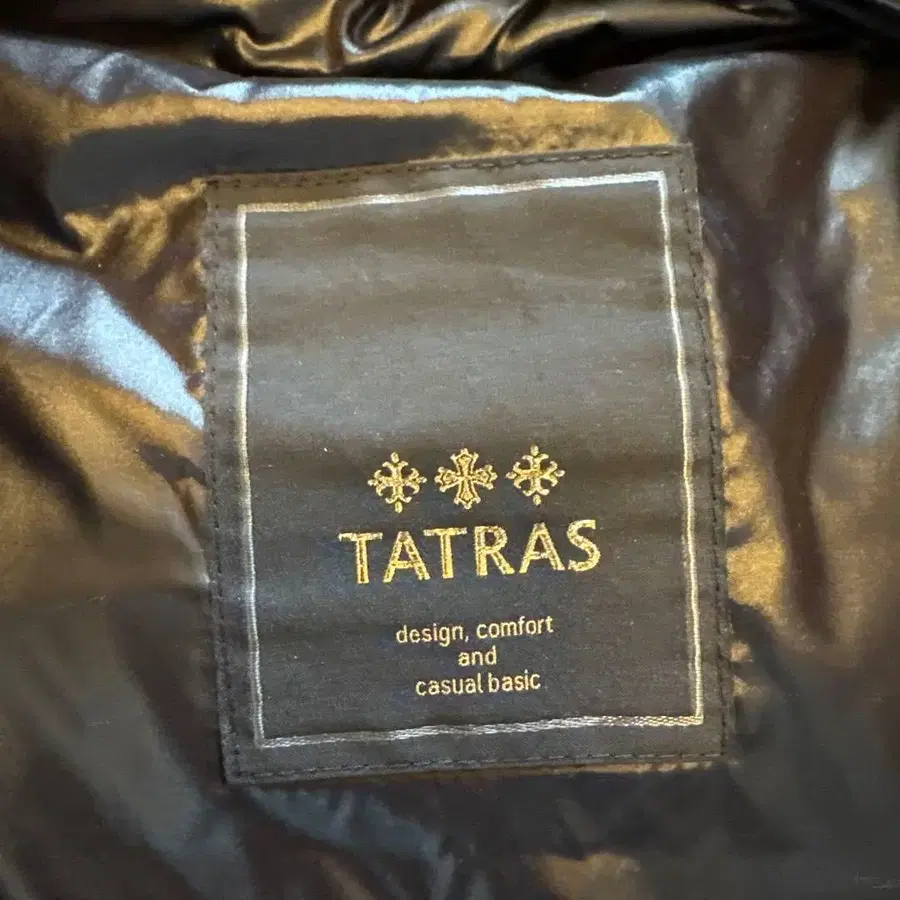 TATRAS
design, comfort
and
casual basic